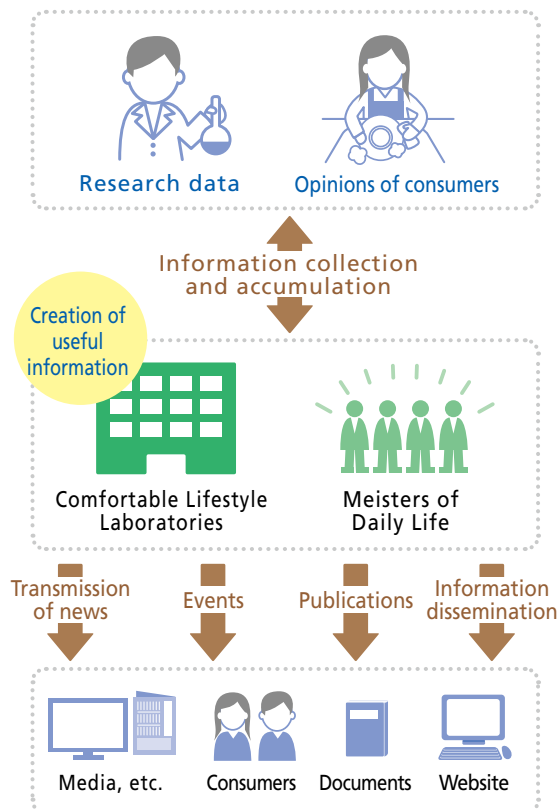 Research data
Opinions of consumers
Information collection
and accumulation
Creation of
useful
information
Comfortable Lifestyle
Laboratories
Meisters of
Daily Life
Transmission
of news
Events
Publications
Information
dissemination
Media, etc.
Consumers
Documents
Website